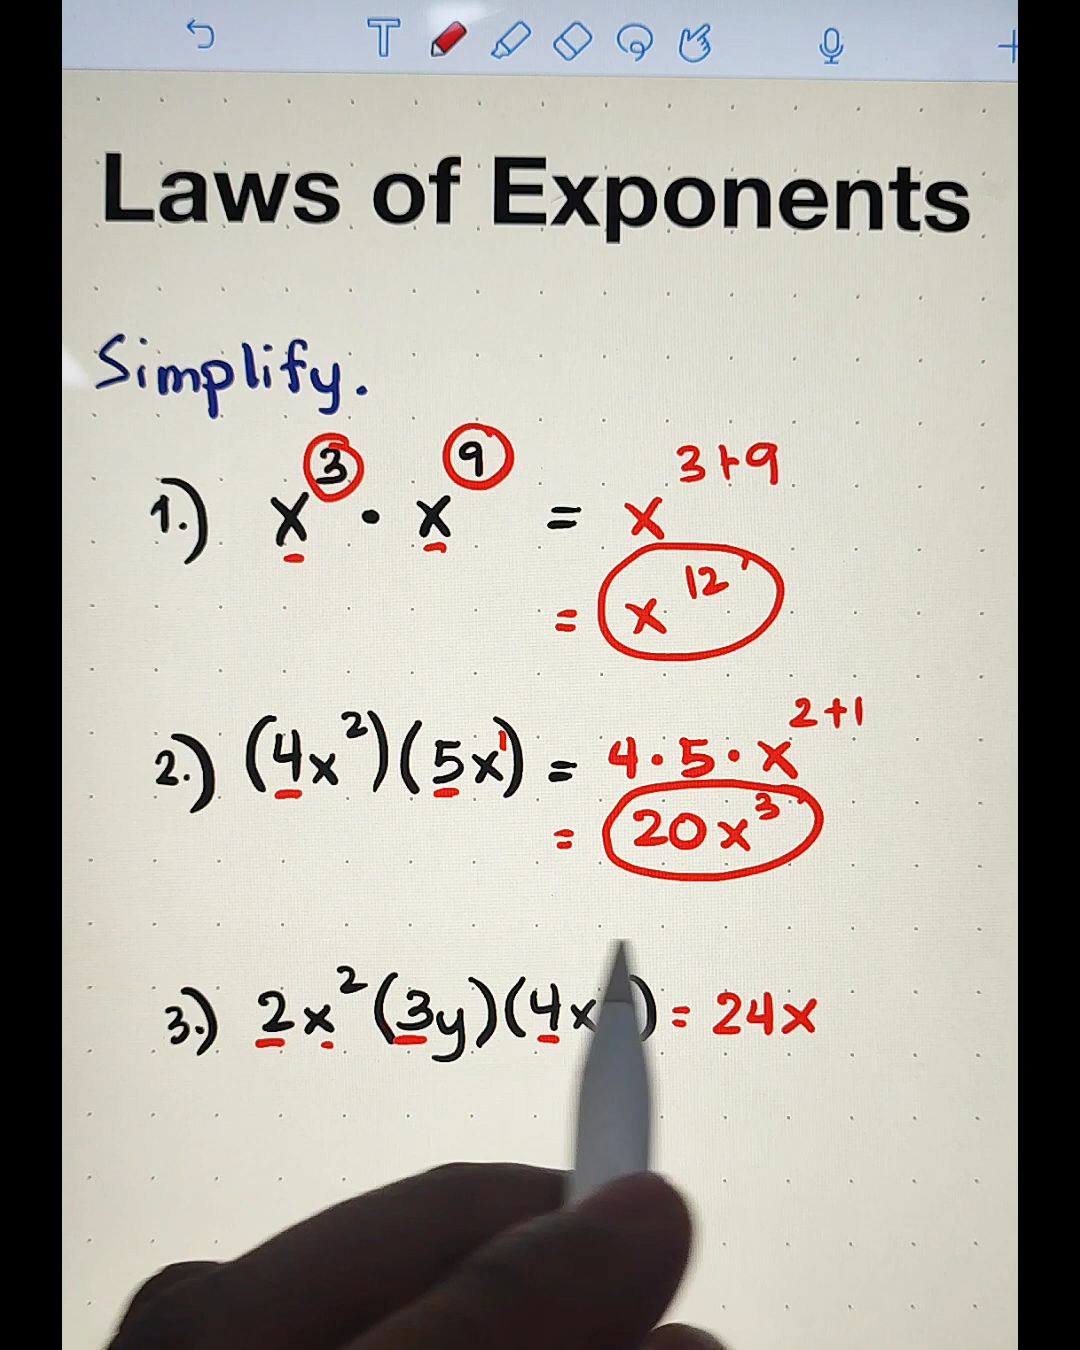 Laws of Exponents
Simplify.
1.) x³ · x⁹ = x³⁺⁹
= x¹²
2.) (4x²)(5x¹) = 4·5·x²⁺¹
= 20x³
3.) 2x²(3y)(4x ) = 24x